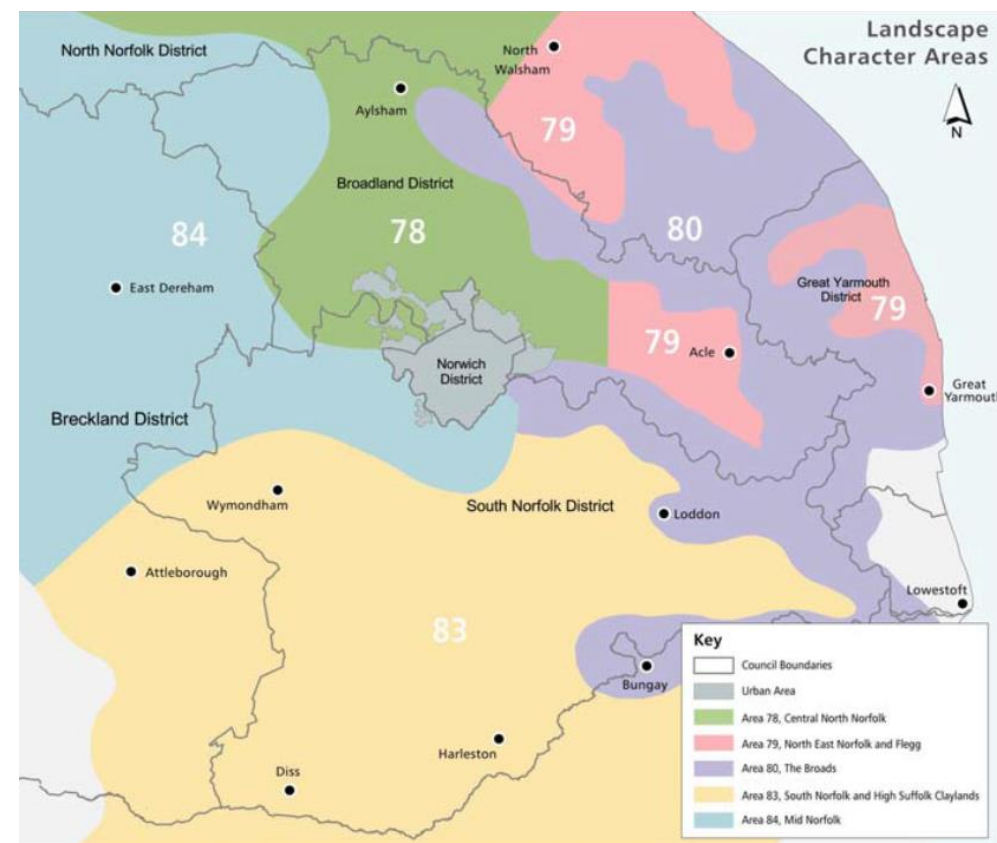 Landscape
Character Areas
N
North Norfolk District
North
Walsham
Aylsham
79
Broadland District
84
78
80
East Dereham
Great Yarmouth
District
79
79
Acle
Norwich
District
Great
Yarmouth
Breckland District
Wymondham
South Norfolk District
Loddon
Attleborough
Lowestoft
83
Bungay
Harleston
Diss
Key
Council Boundaries
Urban Area
Area 78, Central North Norfolk
Area 79, North East Norfolk and Flegg
Area 80, The Broads
Area 83, South Norfolk and High Suffolk Claylands
Area 84, Mid Norfolk